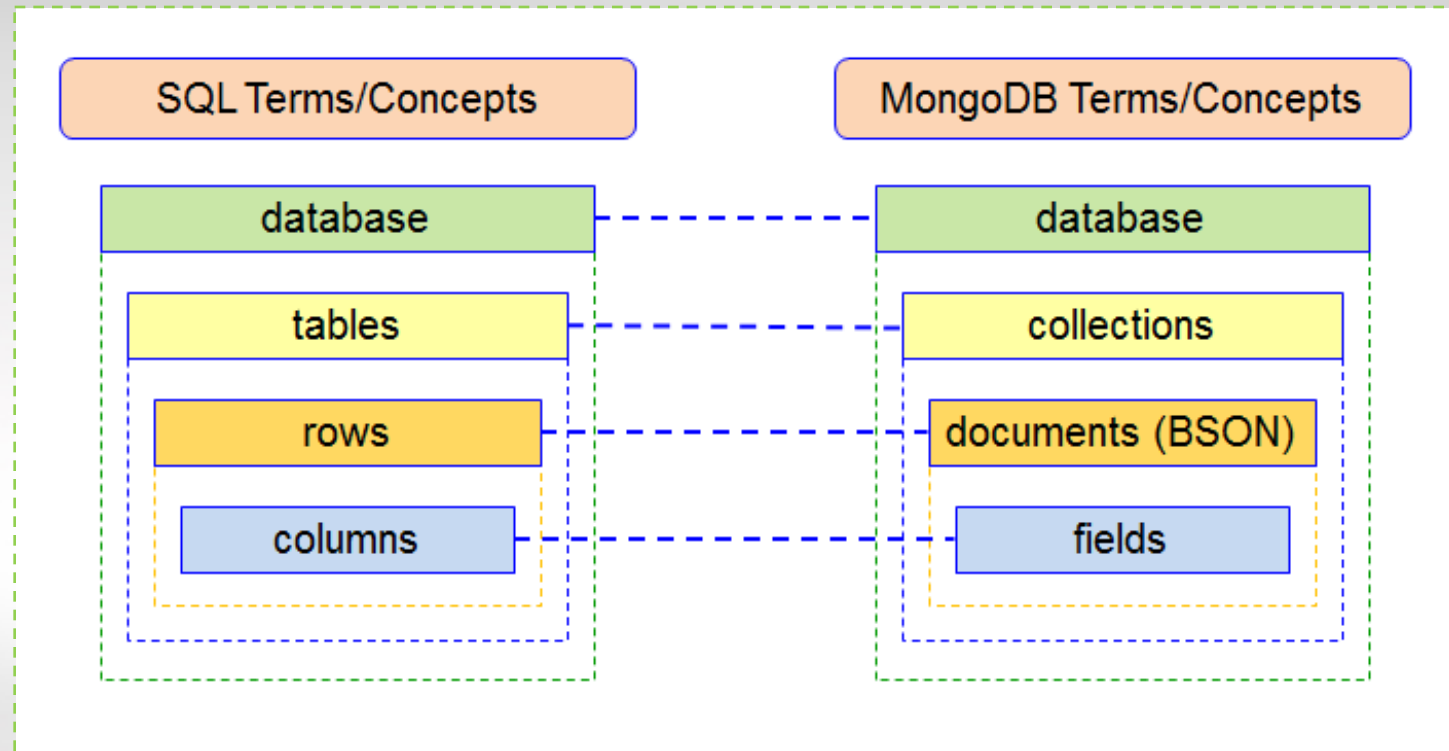 SQL Terms/Concepts
MongoDB Terms/Concepts
database
database
tables
collections
rows
documents (BSON)
columns
fields